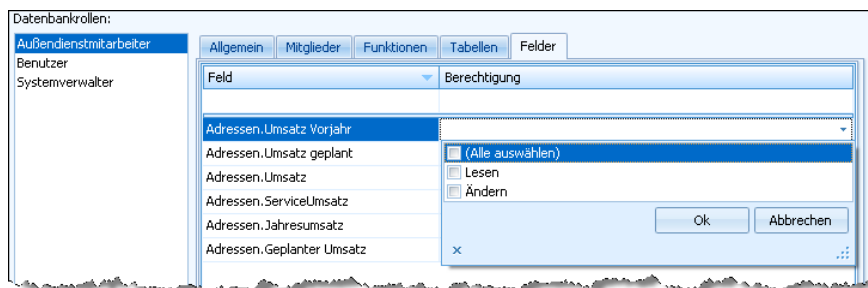 Datenbankrollen:
Außendienstmitarbeiter
Benutzer
Systemverwalter
Allgemein Mitglieder Funktionen Tabellen Felder
Feld Berechtigung
Adressen.Umsatz Vorjahr
Adressen.Umsatz geplant
Adressen.Umsatz
Adressen.ServiceUmsatz
Adressen.Jahresumsatz
Adressen.Geplanter Umsatz
(Alle auswählen)
Lesen
Ändern
Ok Abbrechen